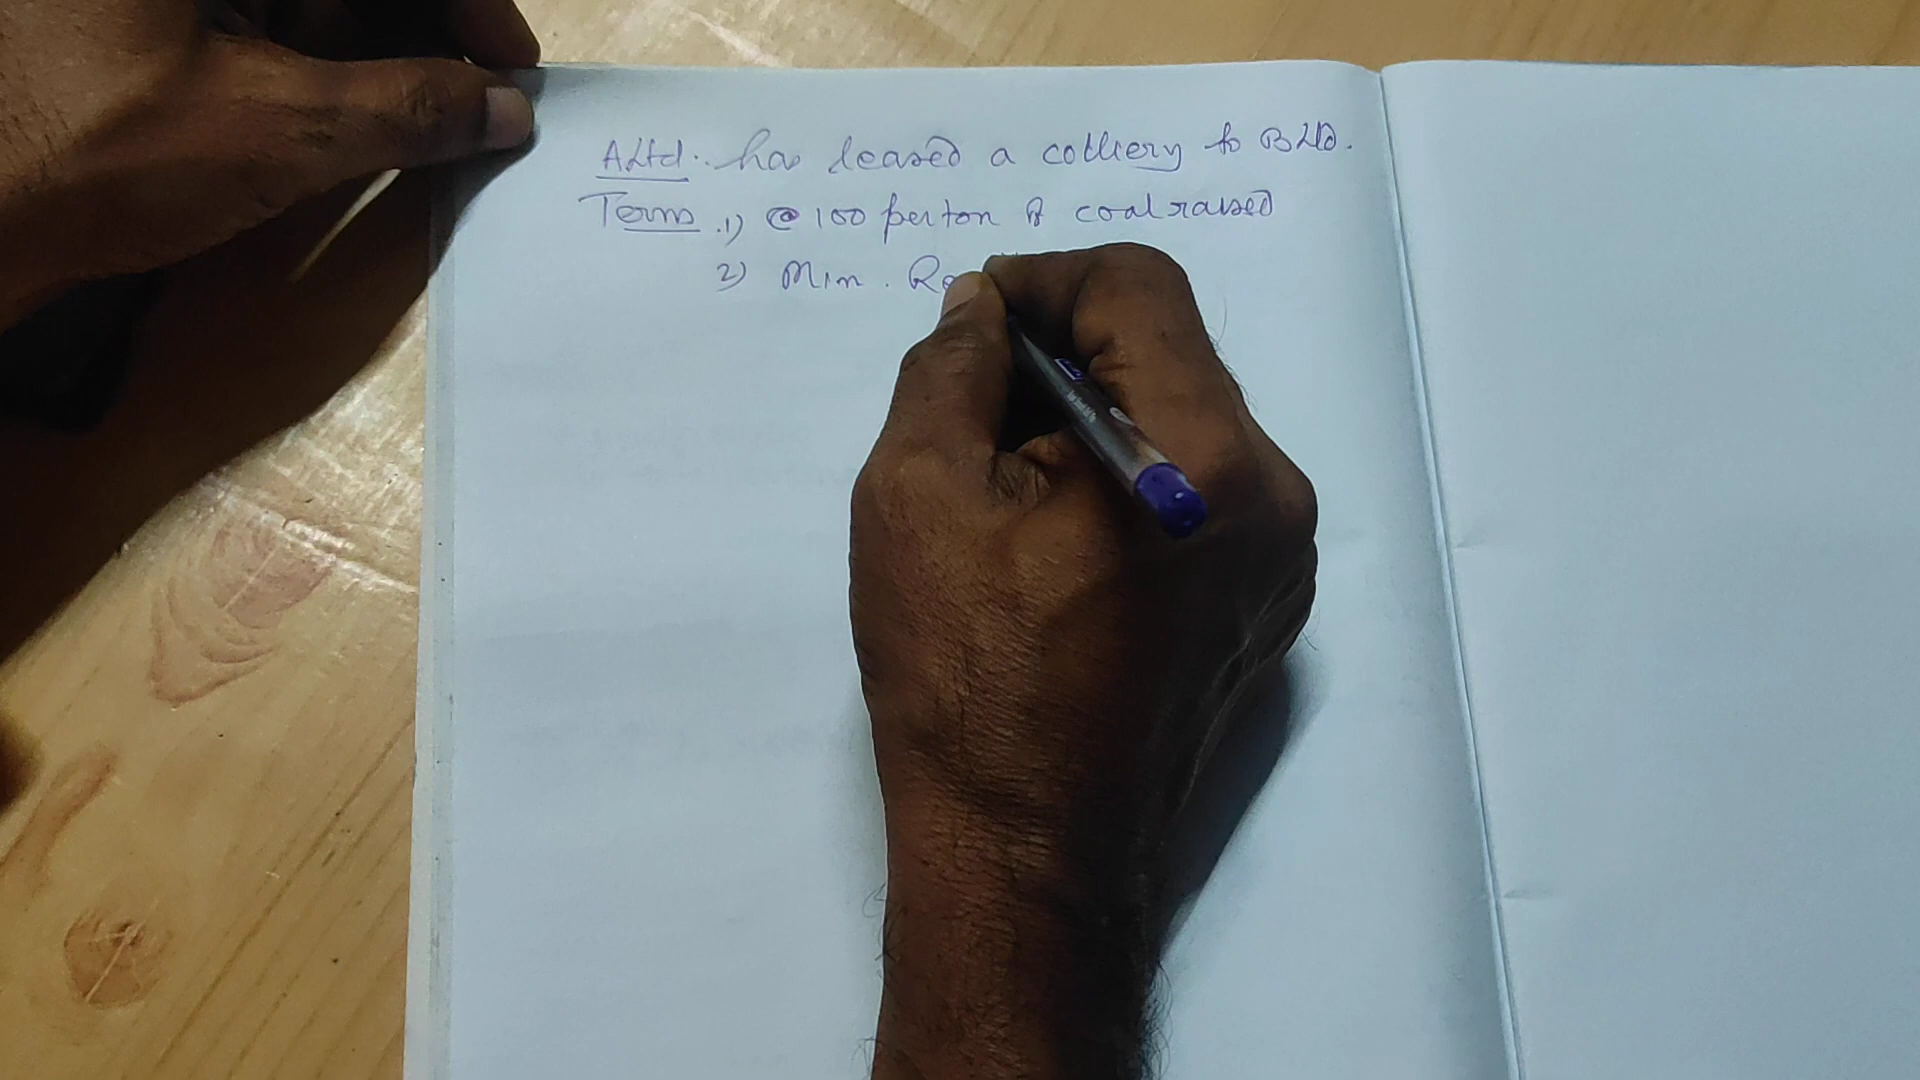 A Ltd.. has leased a colliery to B Ltd.
Terms .1) @ 100 per ton of coal raised
2) Min.